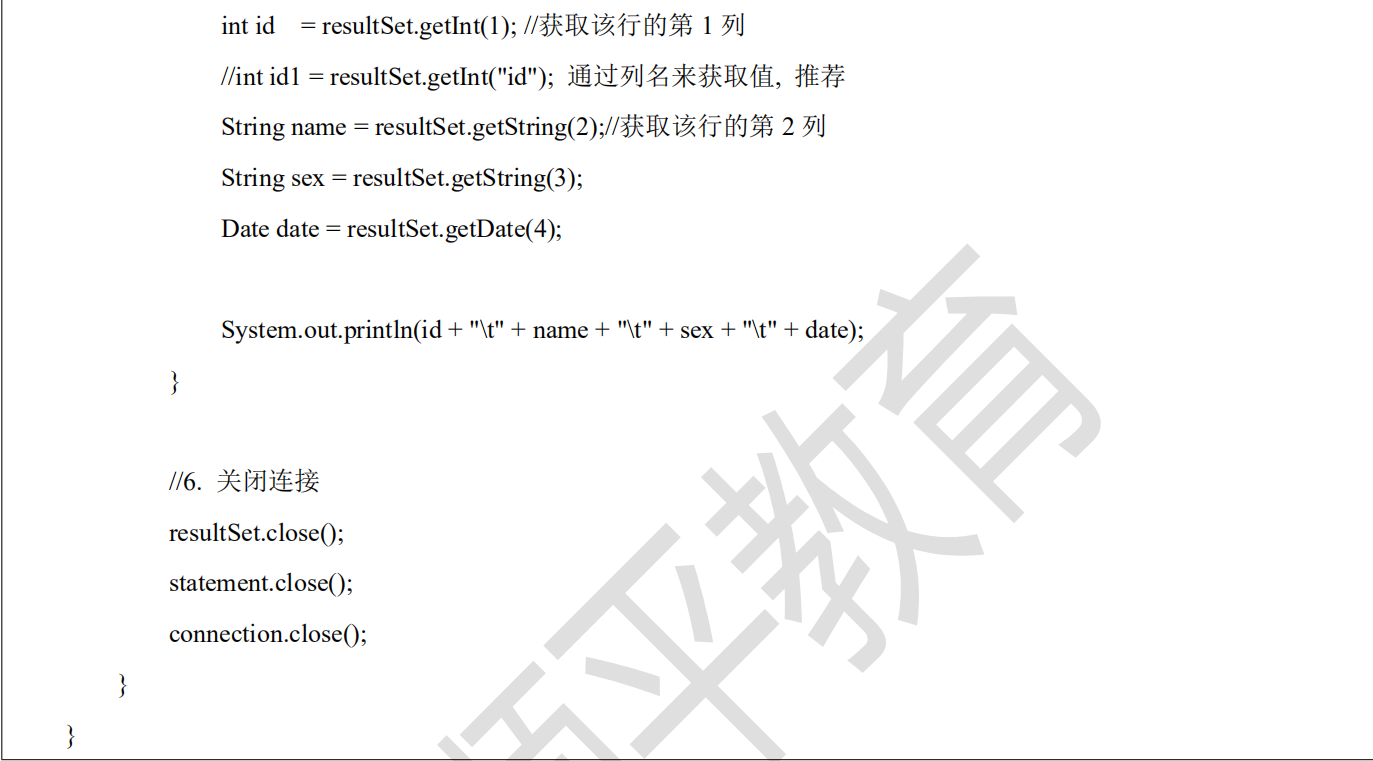 int id = resultSet.getInt(1); //获取该行的第 1 列
//int id1 = resultSet.getInt("id"); 通过列名来获取值, 推荐
String name = resultSet.getString(2);//获取该行的第 2 列
String sex = resultSet.getString(3);
Date date = resultSet.getDate(4);
System.out.println(id + "\t" + name + "\t" + sex + "\t" + date);
}
//6. 关闭连接
resultSet.close();
statement.close();
connection.close();
}
}
平教育